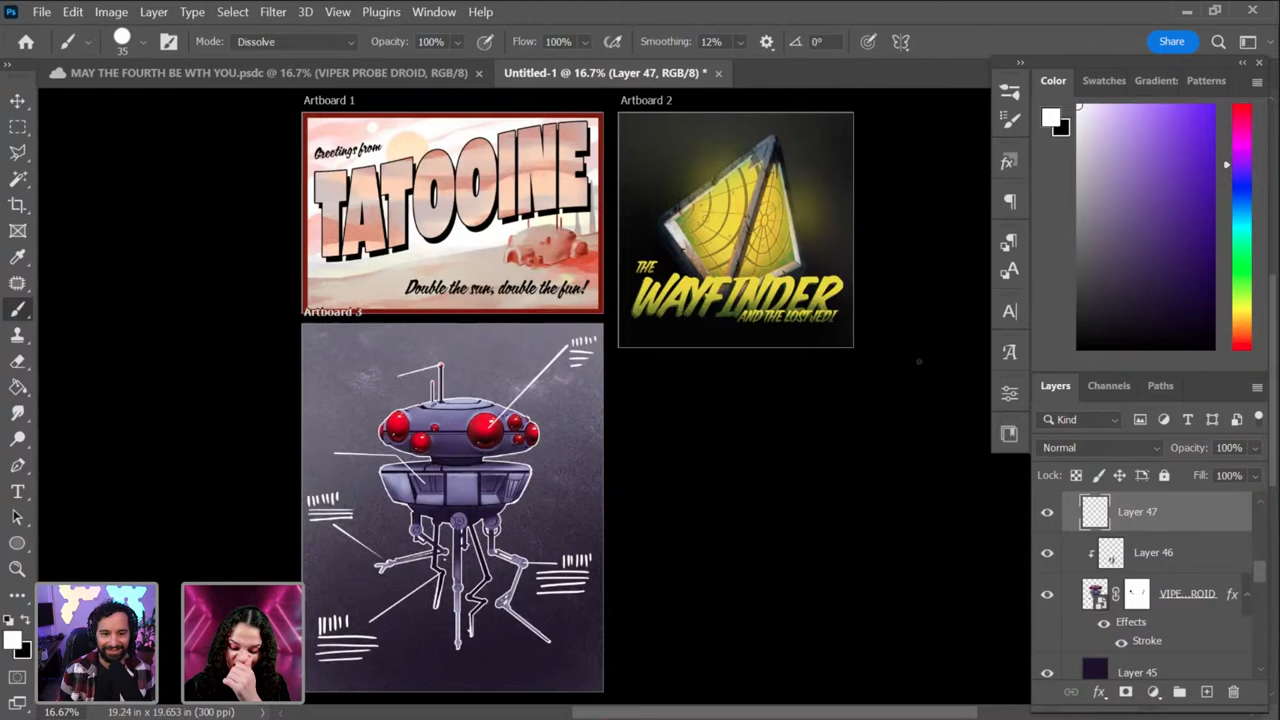 Ps File Edit Image Layer Type Select Filter 3D View Plugins Window Help
35 Mode: Dissolve Opacity: 100% Flow: 100% Smoothing: 12% 0° Share
MAY THE FOURTH BE WTH YOU.psdc @ 16.7% (VIPER PROBE DROID, RGB/8) ×
Untitled-1 @ 16.7% (Layer 47, RGB/8) * ×
Artboard 1
Greetings from
TATOOINE
Double the sun, double the fun!
Artboard 2
THE
WAYFINDER
AND THE LOST JEDI
Artboard 3
Color Swatches Gradient: Patterns
Layers Channels Paths
Kind
Normal Opacity: 100%
Lock: Fill: 100%
Layer 47
Layer 46
VIPE...ROID fx
Effects
Stroke
Layer 45
16.67% 19.24 in x 19.653 in (300 ppi)